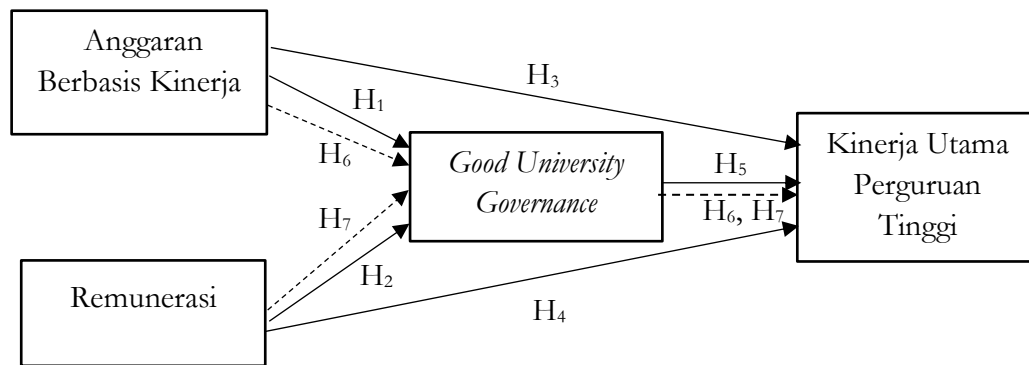 Anggaran
Berbasis Kinerja
H₃
H₁
H₆
Good University
Governance
H₅
H₆, H₇
Kinerja Utama
Perguruan
Tinggi
H₇
H₂
Remunerasi
H₄